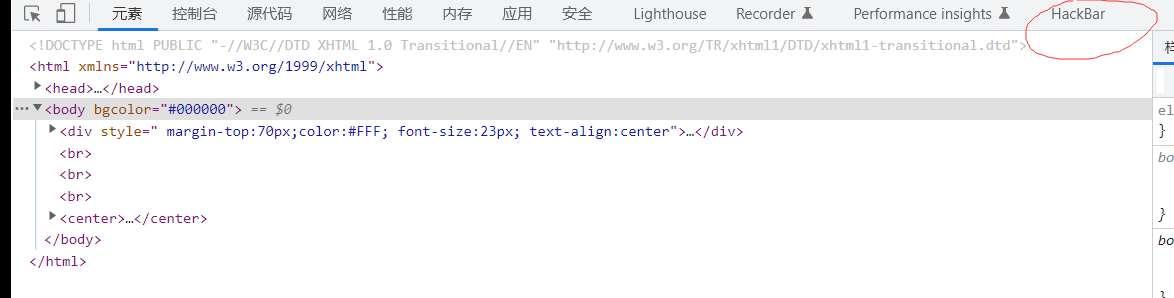 元素 控制台 源代码 网络 性能 内存 应用 安全 Lighthouse Recorder Performance insights HackBar
<!DOCTYPE html PUBLIC "-//W3C//DTD XHTML 1.0 Transitional//EN" "http://www.w3.org/TR/xhtml1/DTD/xhtml1-transitional.dtd">
<html xmlns="http://www.w3.org/1999/xhtml">
<head>…</head>
<body bgcolor="#000000"> == $0
<div style=" margin-top:70px;color:#FFF; font-size:23px; text-align:center">…</div>
<br>
<br>
<br>
<center>…</center>
</body>
</html>
el
}
bo
}
bo
}